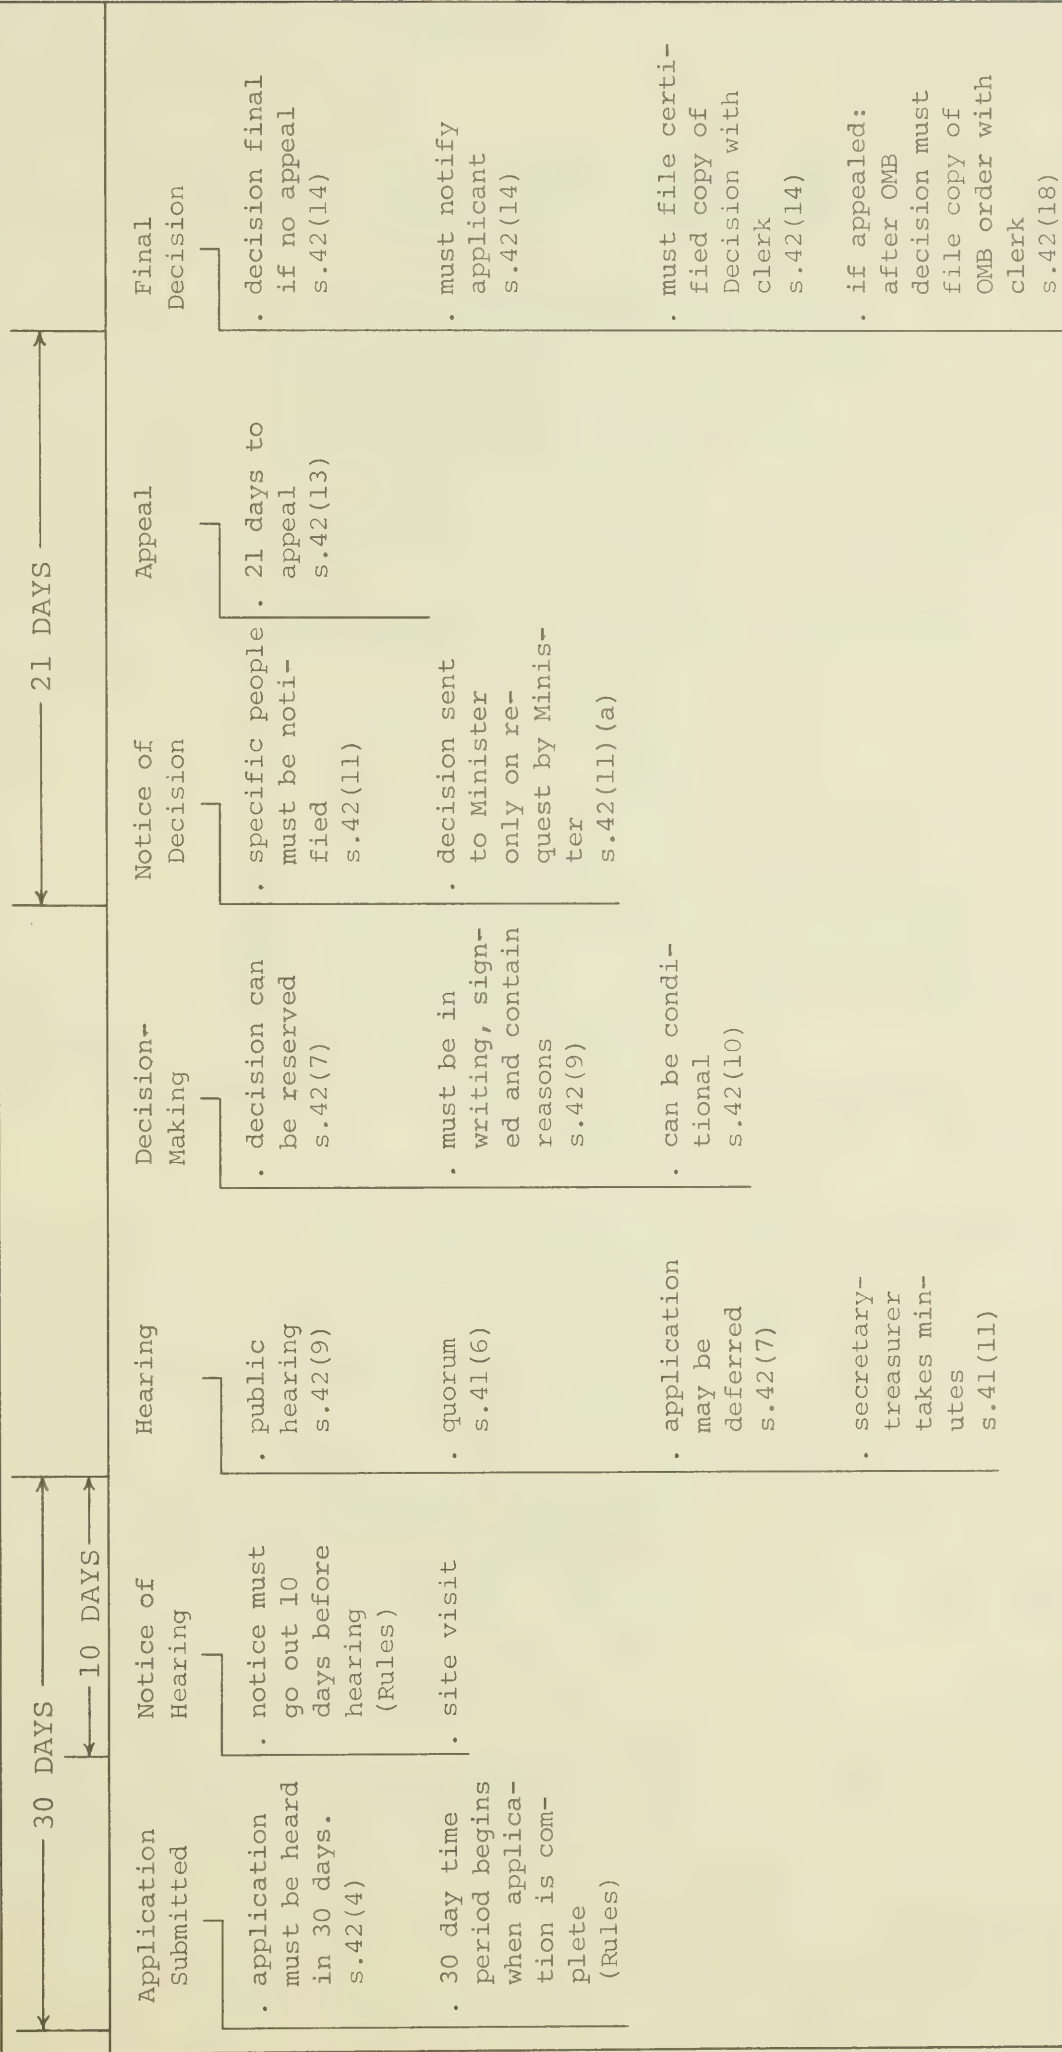 30 DAYS
10 DAYS
21 DAYS
Application
Submitted
. application
must be heard
in 30 days.
s.42(4)
. 30 day time
period begins
when applica-
tion is com-
plete
(Rules)
Notice of
Hearing
. notice must
go out 10
days before
hearing
(Rules)
. site visit
Hearing
. public
hearing
s.42(9)
. quorum
s.41(6)
. application
may be
deferred
s.42(7)
. secretary-
treasurer
takes min-
utes
s.41(11)
Decision-
Making
. decision can
be reserved
s.42(7)
. must be in
writing, sign-
ed and contain
reasons
s.42(9)
. can be condi-
tional
s.42(10)
Notice of
Decision
. specific people
must be noti-
fied
s.42(11)
. decision sent
to Minister
only on re-
quest by Minis-
ter
s.42(11)(a)
Appeal
. 21 days to
appeal
s.42(13)
Final
Decision
. decision final
if no appeal
s.42(14)
. must notify
applicant
s.42(14)
. must file certi-
fied copy of
Decision with
clerk
s.42(14)
. if appealed:
after OMB
decision must
file copy of
OMB order with
clerk
s.42(18)